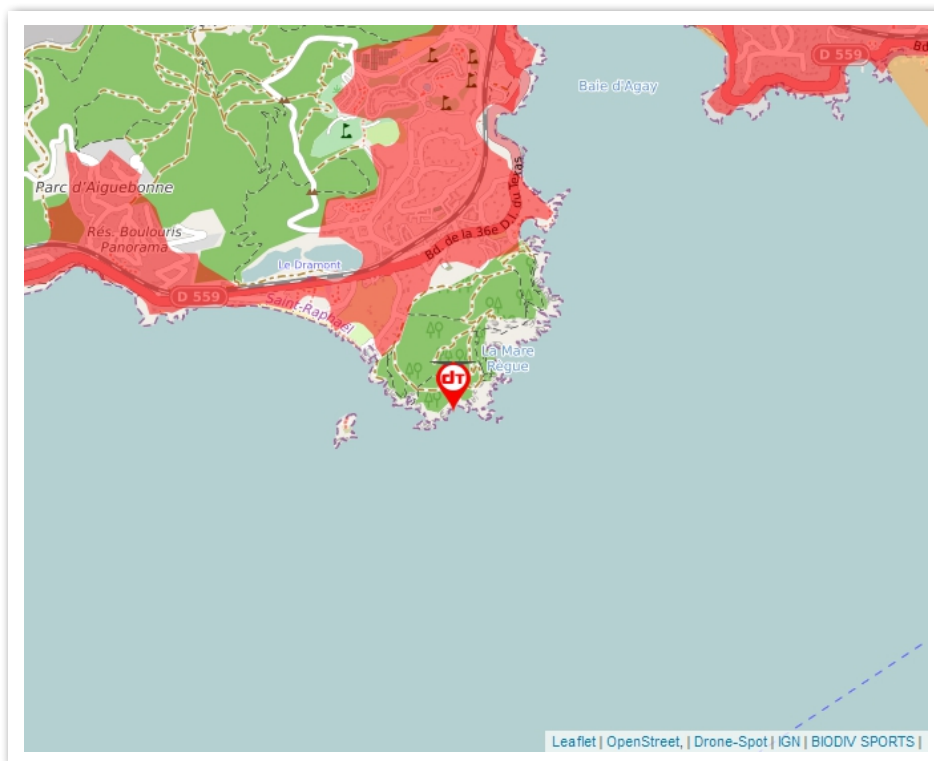 D 559
Bd
Baie d'Agay
Parc d'Aiguebonne
Rés. Boulouris
Panorama
Bd. de la 36e D.I. du Texas
Le Dramont
D 559
Saint-Raphaël
La Mare
Règue
dT
Leaflet | OpenStreet, | Drone-Spot | IGN | BIODIV SPORTS |